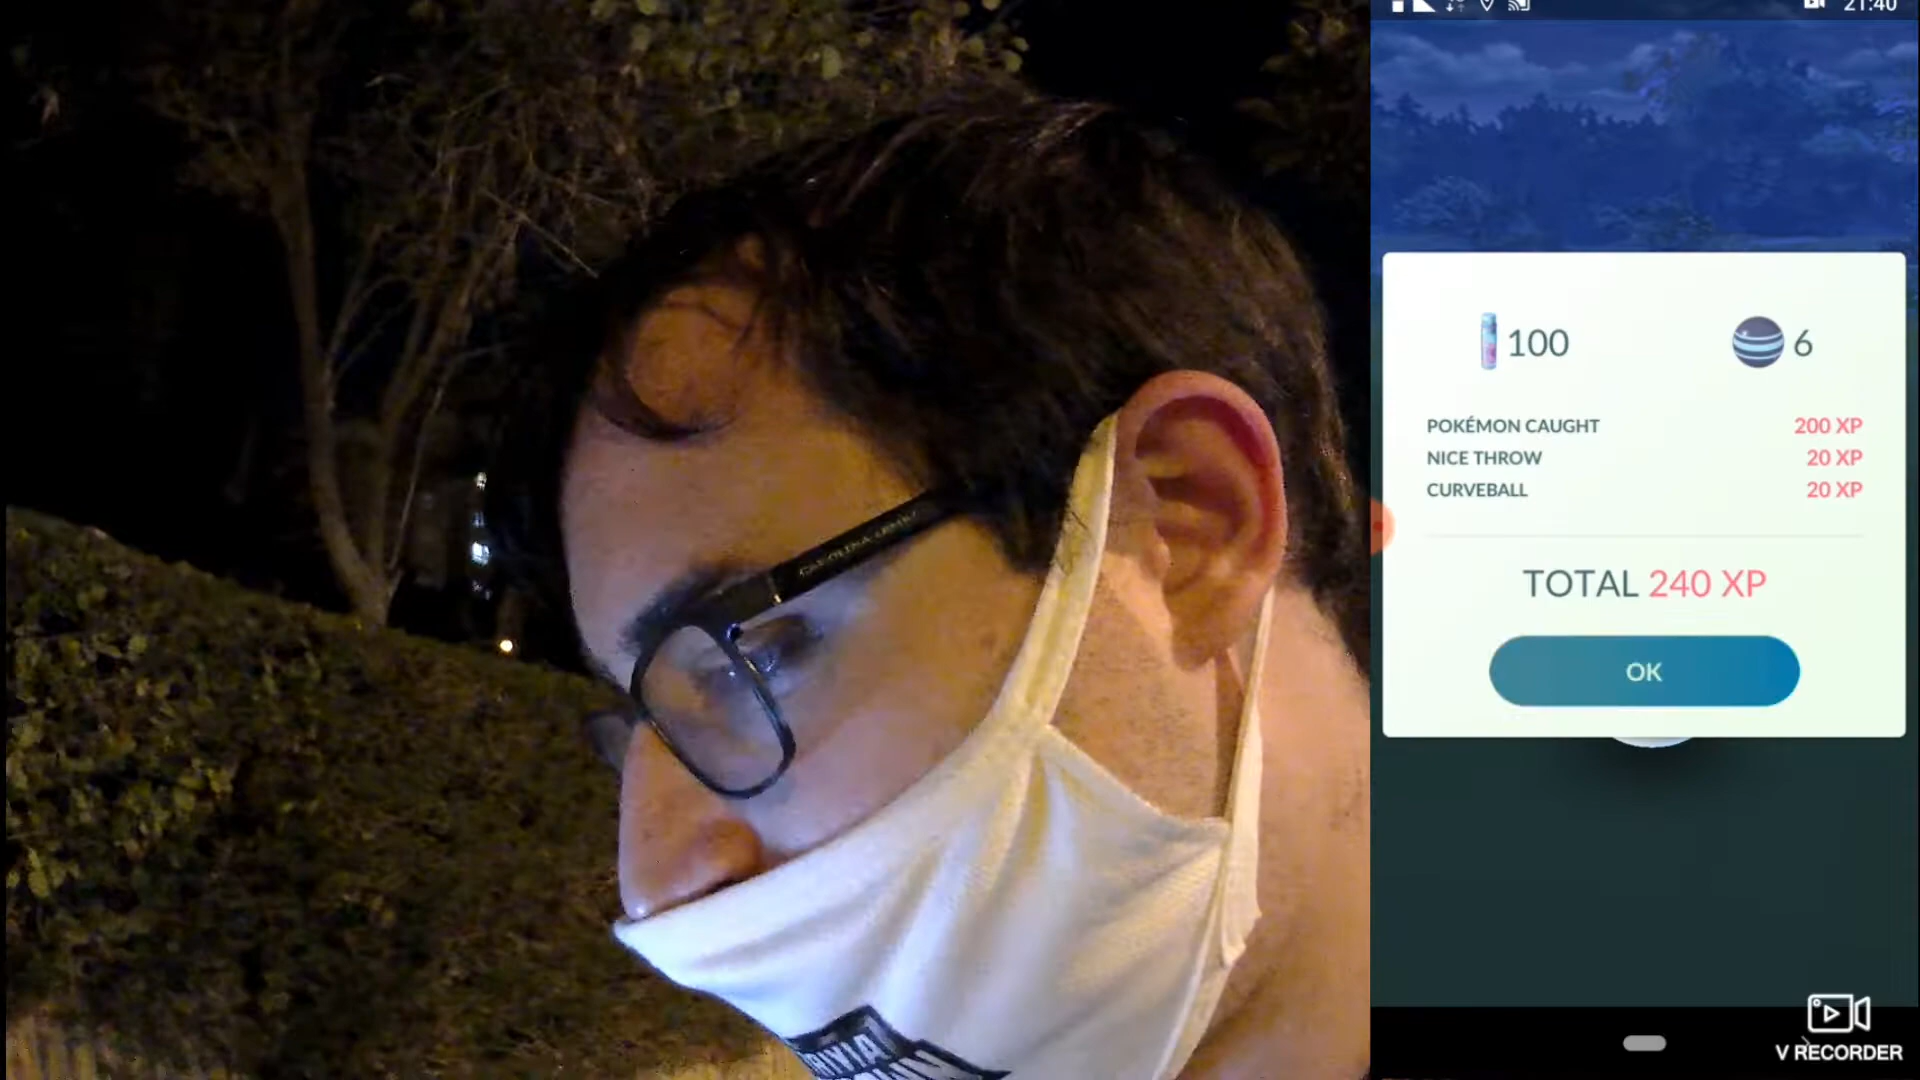 21:40
100
6
POKÉMON CAUGHT 200 XP
NICE THROW 20 XP
CURVEBALL 20 XP
TOTAL 240 XP
OK
V RECORDER